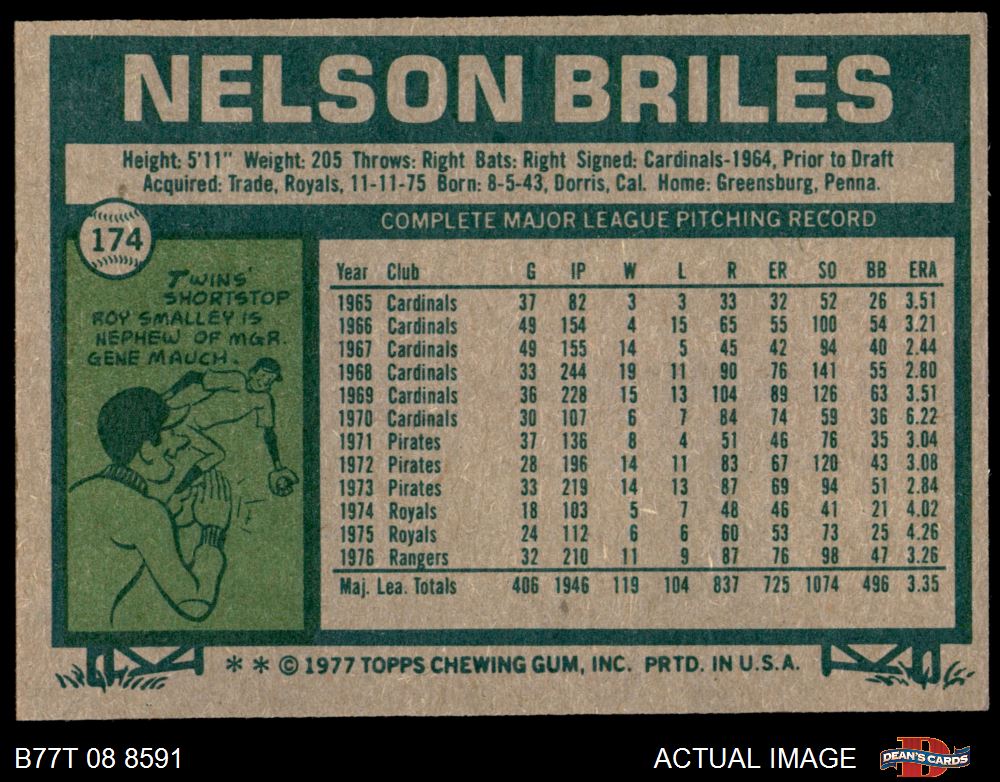 NELSON BRILES
Height: 5'11" Weight: 205 Throws: Right Bats: Right Signed: Cardinals-1964, Prior to Draft
Acquired: Trade, Royals, 11-11-75 Born: 8-5-43, Dorris, Cal. Home: Greensburg, Penna.
174
TWINS'
SHORTSTOP
ROY SMALLEY IS
NEPHEW OF MGR.
GENE MAUCH.
COMPLETE MAJOR LEAGUE PITCHING RECORD
Year Club G IP W L R ER SO BB ERA
1965 Cardinals 37 82 3 3 33 32 52 26 3.51
1966 Cardinals 49 154 4 15 65 55 100 54 3.21
1967 Cardinals 49 155 14 5 45 42 94 40 2.44
1968 Cardinals 33 244 19 11 90 76 141 55 2.80
1969 Cardinals 36 228 15 13 104 89 126 63 3.51
1970 Cardinals 30 107 6 7 84 74 59 36 6.22
1971 Pirates 37 136 8 4 51 46 76 35 3.04
1972 Pirates 28 196 14 11 83 67 120 43 3.08
1973 Pirates 33 219 14 13 87 69 94 51 2.84
1974 Royals 18 103 5 7 48 46 41 21 4.02
1975 Royals 24 112 6 6 60 53 73 25 4.26
1976 Rangers 32 210 11 9 87 76 98 47 3.26
Maj. Lea. Totals 406 1946 119 104 837 725 1074 496 3.35
** © 1977 TOPPS CHEWING GUM, INC. PRTD. IN U.S.A.
B77T 08 8591
ACTUAL IMAGE
D
DEAN'S CARDS